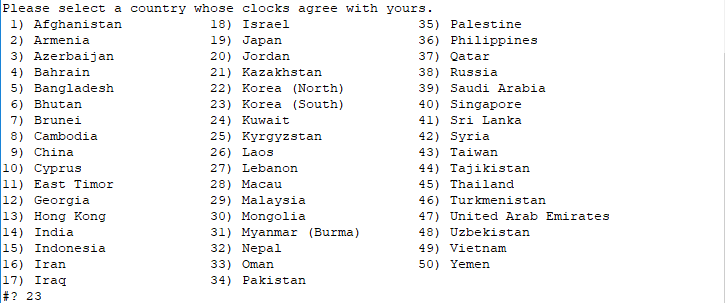 Please select a country whose clocks agree with yours.
1) Afghanistan 18) Israel 35) Palestine
2) Armenia 19) Japan 36) Philippines
3) Azerbaijan 20) Jordan 37) Qatar
4) Bahrain 21) Kazakhstan 38) Russia
5) Bangladesh 22) Korea (North) 39) Saudi Arabia
6) Bhutan 23) Korea (South) 40) Singapore
7) Brunei 24) Kuwait 41) Sri Lanka
8) Cambodia 25) Kyrgyzstan 42) Syria
9) China 26) Laos 43) Taiwan
10) Cyprus 27) Lebanon 44) Tajikistan
11) East Timor 28) Macau 45) Thailand
12) Georgia 29) Malaysia 46) Turkmenistan
13) Hong Kong 30) Mongolia 47) United Arab Emirates
14) India 31) Myanmar (Burma) 48) Uzbekistan
15) Indonesia 32) Nepal 49) Vietnam
16) Iran 33) Oman 50) Yemen
17) Iraq 34) Pakistan
#? 23